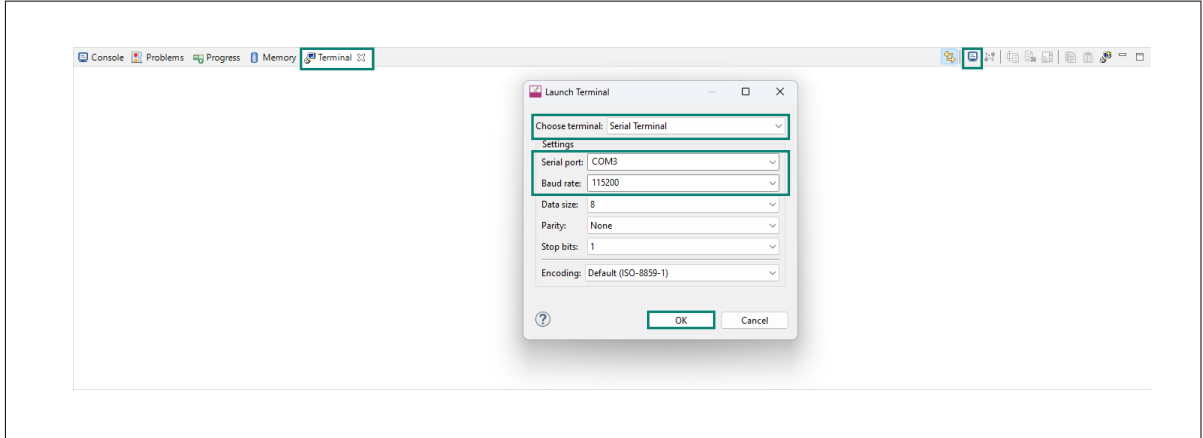 Console Problems Progress Memory Terminal
Launch Terminal
Choose terminal: Serial Terminal
Settings
Serial port: COM3
Baud rate: 115200
Data size: 8
Parity: None
Stop bits: 1
Encoding: Default (ISO-8859-1)
OK Cancel